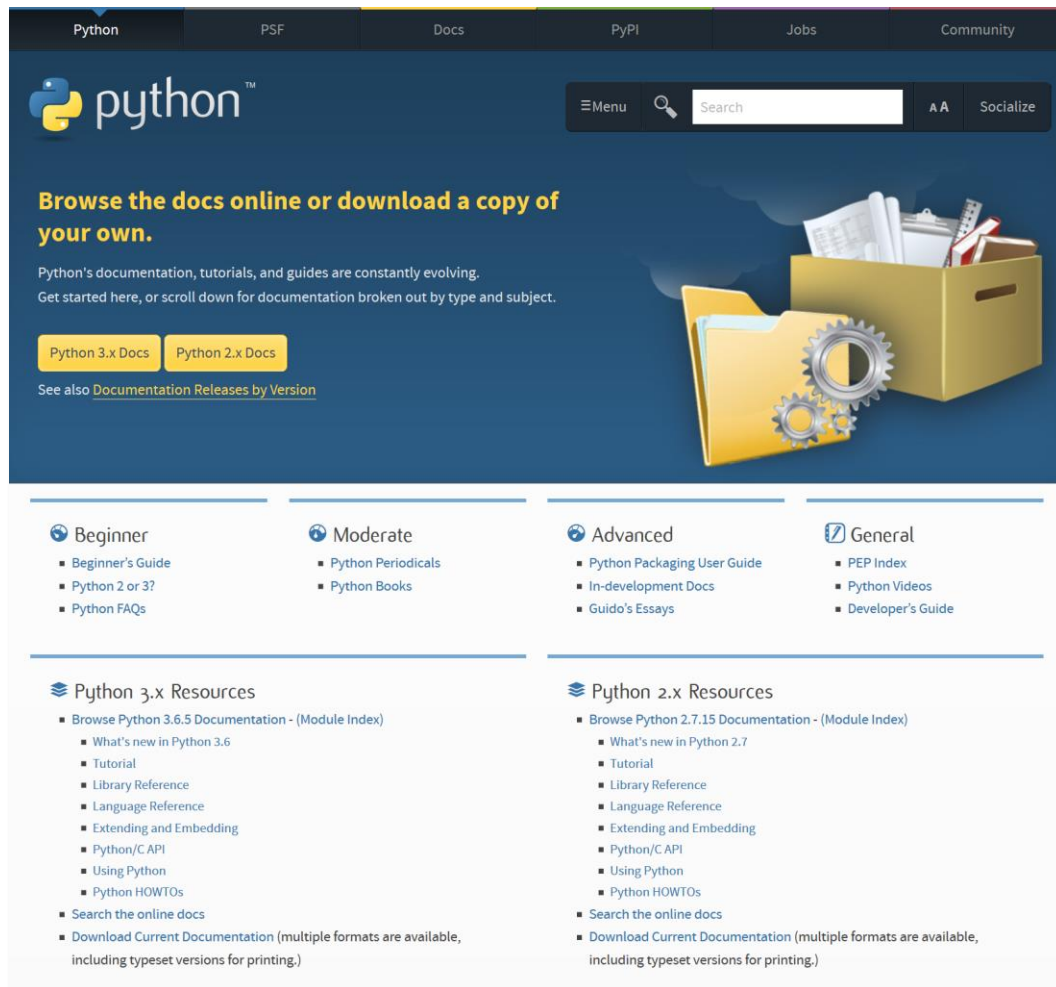 Python PSF Docs PyPI Jobs Community
python™
≡Menu Search A A Socialize
Browse the docs online or download a copy of
your own.
Python's documentation, tutorials, and guides are constantly evolving.
Get started here, or scroll down for documentation broken out by type and subject.
Python 3.x Docs Python 2.x Docs
See also Documentation Releases by Version
Beginner
Beginner's Guide
Python 2 or 3?
Python FAQs
Moderate
Python Periodicals
Python Books
Advanced
Python Packaging User Guide
In-development Docs
Guido's Essays
General
PEP Index
Python Videos
Developer's Guide
Python 3.x Resources
Browse Python 3.6.5 Documentation - (Module Index)
What's new in Python 3.6
Tutorial
Library Reference
Language Reference
Extending and Embedding
Python/C API
Using Python
Python HOWTOs
Search the online docs
Download Current Documentation (multiple formats are available,
including typeset versions for printing.)
Python 2.x Resources
Browse Python 2.7.15 Documentation - (Module Index)
What's new in Python 2.7
Tutorial
Library Reference
Language Reference
Extending and Embedding
Python/C API
Using Python
Python HOWTOs
Search the online docs
Download Current Documentation (multiple formats are available,
including typeset versions for printing.)